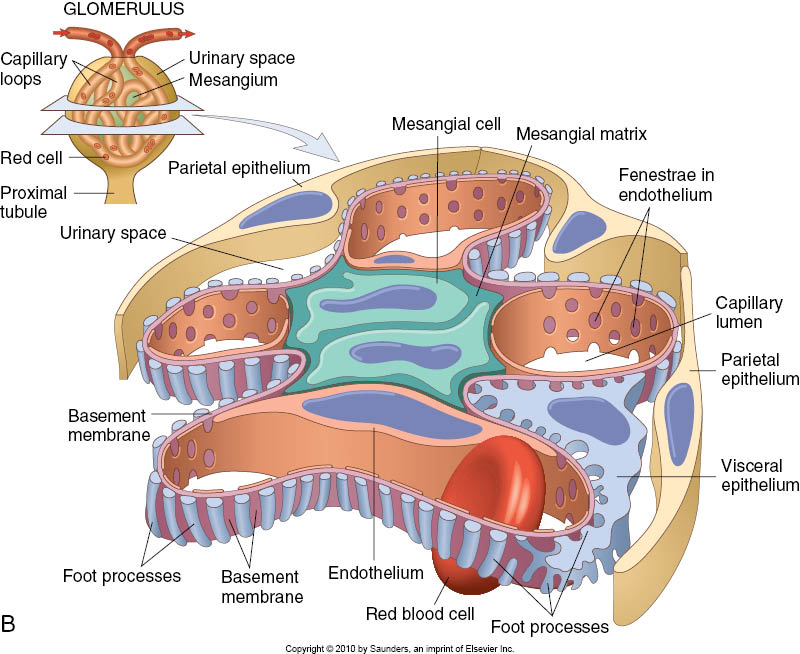 GLOMERULUS
Capillary
loops
Urinary space
Mesangium
Red cell
Proximal
tubule
Mesangial cell
Mesangial matrix
Parietal epithelium
Fenestrae in
endothelium
Urinary space
Capillary
lumen
Parietal
epithelium
Basement
membrane
Visceral
epithelium
Foot processes
Basement
membrane
Endothelium
Red blood cell
Foot processes
B
Copyright © 2010 by Saunders, an imprint of Elsevier Inc.